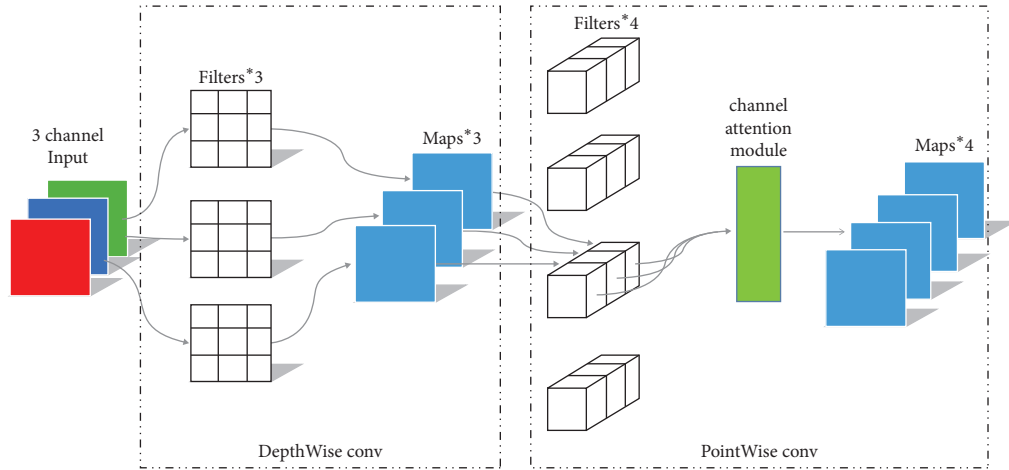 3 channel
Input
Filters*3
Maps*3
DepthWise conv
Filters*4
channel
attention
module
Maps*4
PointWise conv